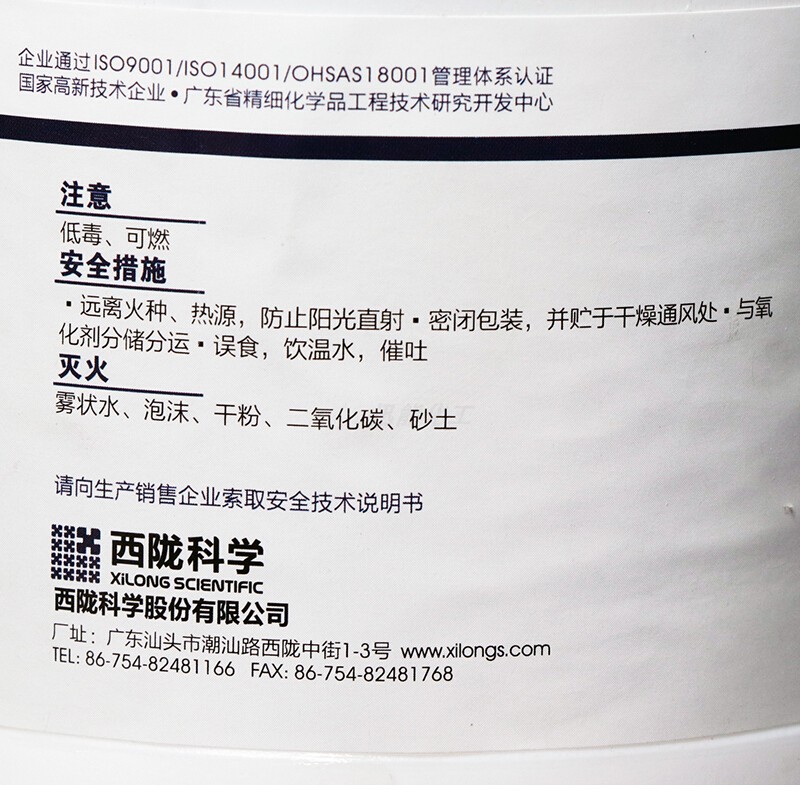 企业通过ISO9001/ISO14001/OHSAS18001管理体系认证
国家高新技术企业•广东省精细化学品工程技术研究开发中心
注意
低毒、可燃
安全措施
▪远离火种、热源，防止阳光直射▪密闭包装，并贮于干燥通风处▪与氧
化剂分储分运▪误食，饮温水，催吐
灭火
雾状水、泡沫、干粉、二氧化碳、砂土
请向生产销售企业索取安全技术说明书
西陇科学
XiLONG SCIENTIFIC
西陇科学股份有限公司
厂址：广东汕头市潮汕路西陇中街1-3号 www.xilongs.com
TEL: 86-754-82481166 FAX: 86-754-82481768